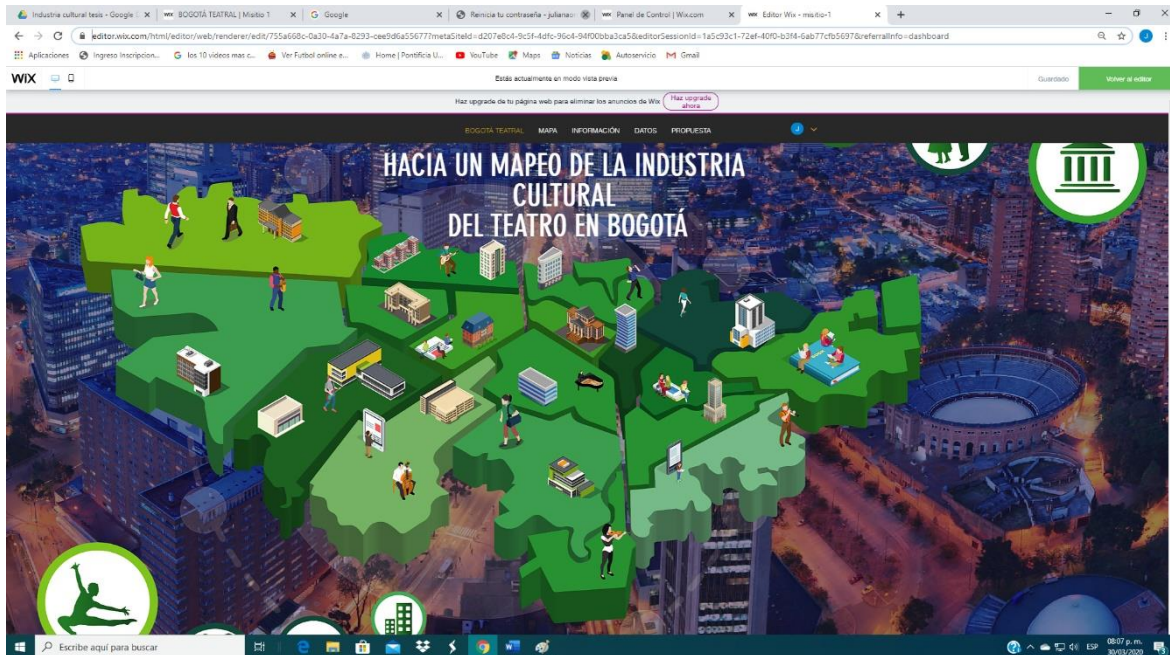 Industria cultural tesis - Google
BOGOTÁ TEATRAL | Misitio 1
Google
Reinicia tu contraseña - julianao
Panel de Control | Wix.com
Editor Wix - misitio-1
editor.wix.com/html/editor/web/renderer/edit/755a668c-0a30-4a7a-8293-cee9d6a55677?metaSiteId=d207e8c4-9c5f-4dfc-96c4-94f00bba3ca5&editorSessionId=1a5c93c1-72ef-40f0-b3f4-6ab77cfb5697&referralInfo=dashboard
Aplicaciones
Ingreso Inscripcion...
los 10 videos mas c...
Ver Futbol online e...
Home | Pontificia U...
YouTube
Maps
Noticias
Autoservicio
Gmail
WiX
Estás actualmente en modo vista previa
Guardado
Volver al editor
Haz upgrade de tu página web para eliminar los anuncios de Wix
Haz upgrade
ahora
BOGOTÁ TEATRAL
MAPA
INFORMACIÓN
DATOS
PROPUESTA
J
HACIA UN MAPEO DE LA INDUSTRIA
CULTURAL
DEL TEATRO EN BOGOTÁ
Escribe aquí para buscar
ESP
08:07 p. m.
30/03/2020